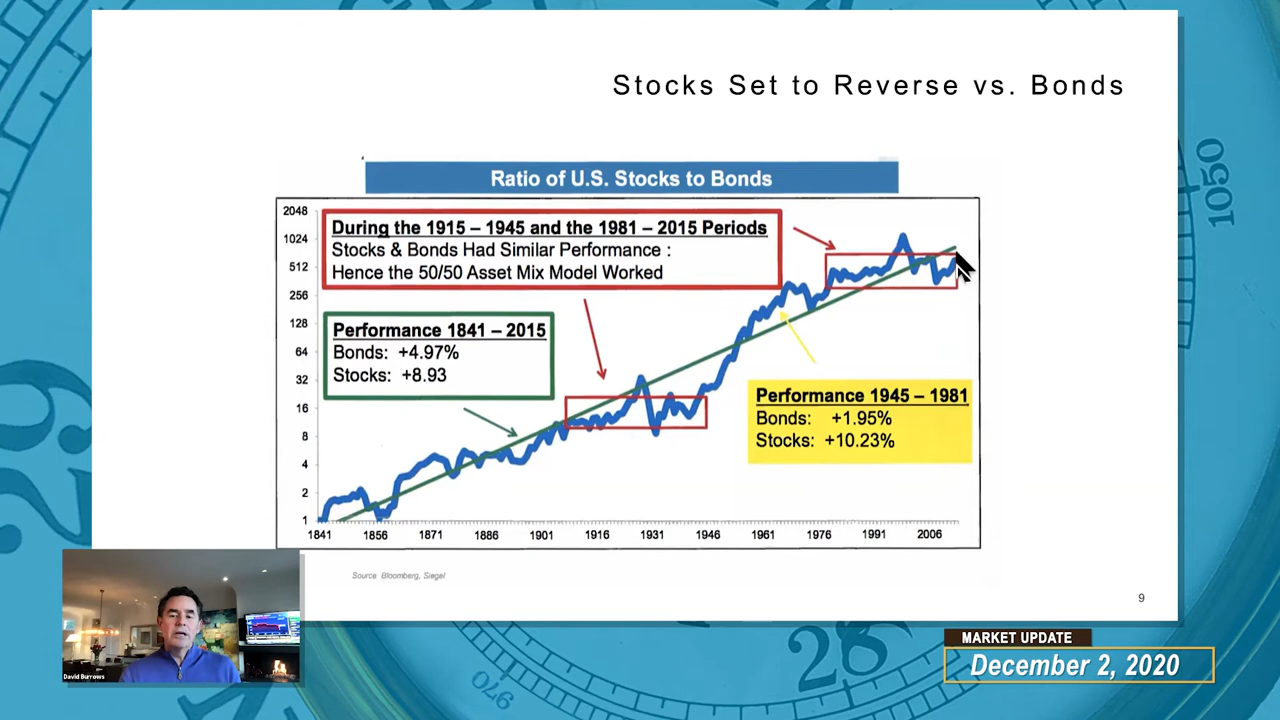 Stocks Set to Reverse vs. Bonds
Ratio of U.S. Stocks to Bonds
2048
1024
512
256
128
64
32
16
8
4
2
1
During the 1915 – 1945 and the 1981 – 2015 Periods
Stocks & Bonds Had Similar Performance :
Hence the 50/50 Asset Mix Model Worked
Performance 1841 – 2015
Bonds: +4.97%
Stocks: +8.93
Performance 1945 – 1981
Bonds: +1.95%
Stocks: +10.23%
1841 1856 1871 1886 1901 1916 1931 1946 1961 1976 1991 2006
Source Bloomberg, Siegel
9
David Burrows
MARKET UPDATE
December 2, 2020
29
1050
28
970